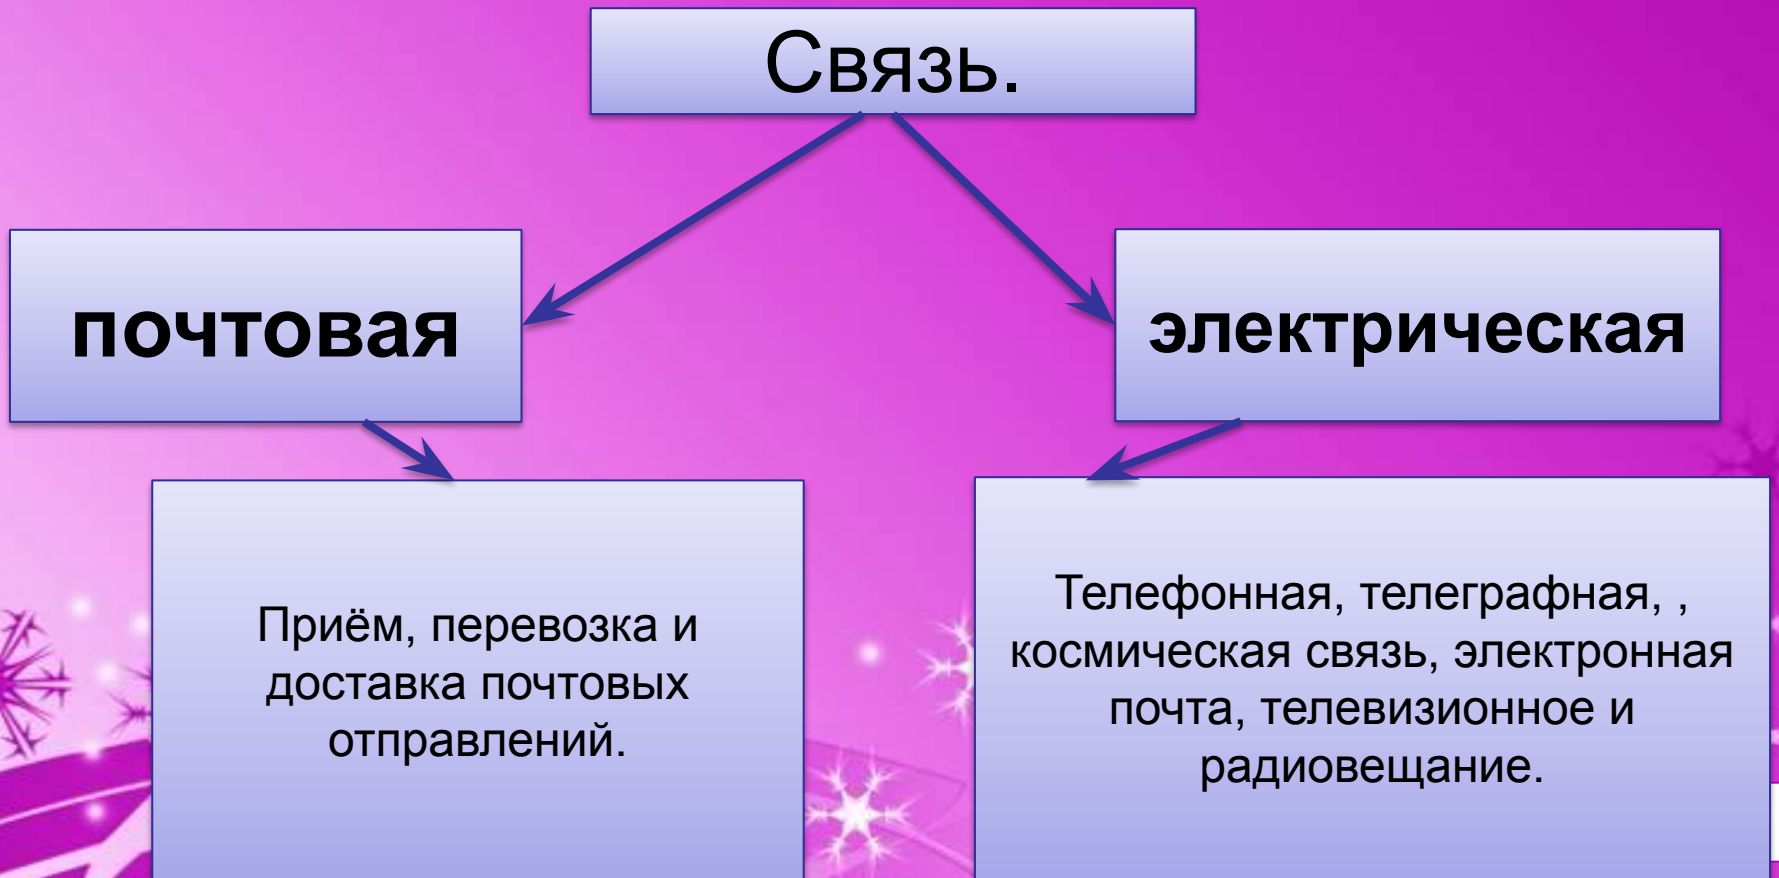 Связь.
почтовая
электрическая
Приём, перевозка и
доставка почтовых
отправлений.
Телефонная, телеграфная, ,
космическая связь, электронная
почта, телевизионное и
радиовещание.